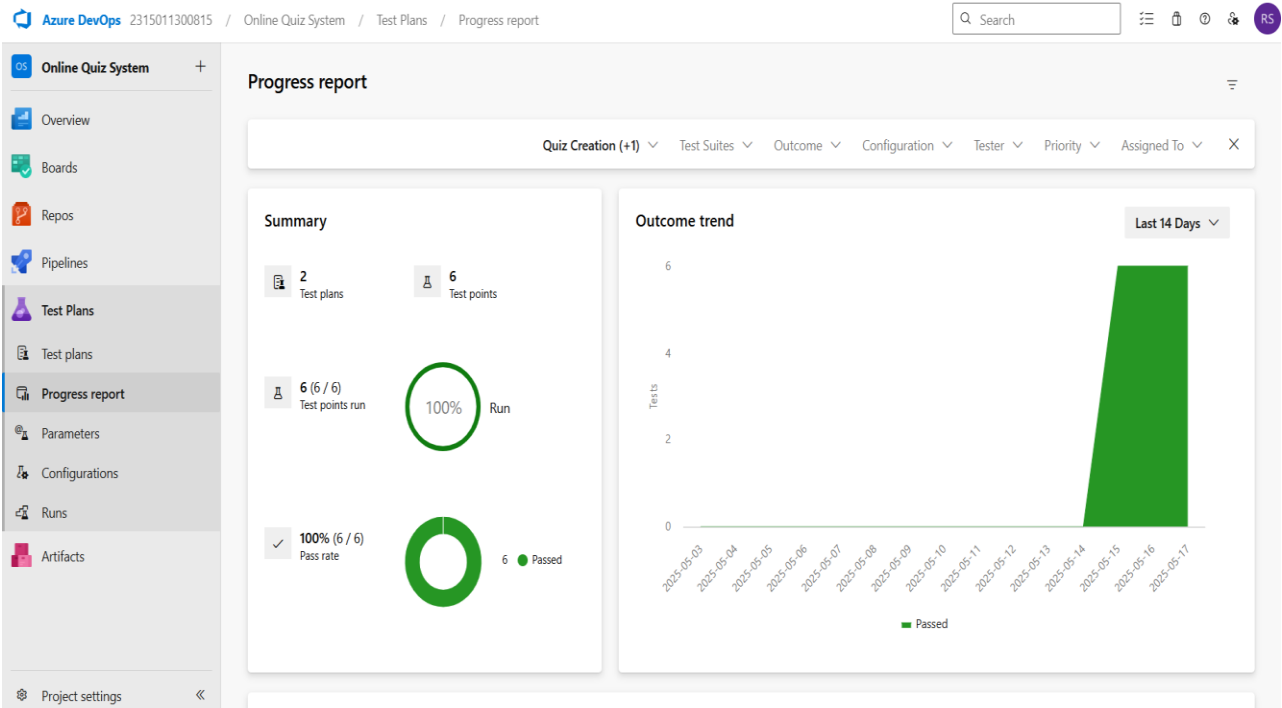 Azure DevOps 2315011300815 / Online Quiz System / Test Plans / Progress report
Search
RS
OS Online Quiz System +
Overview
Boards
Repos
Pipelines
Test Plans
Test plans
Progress report
Parameters
Configurations
Runs
Artifacts
Project settings
Progress report
Quiz Creation (+1) Test Suites Outcome Configuration Tester Priority Assigned To
Summary
2
Test plans
6
Test points
6 (6 / 6)
Test points run
100%
Run
100% (6 / 6)
Pass rate
6 Passed
Outcome trend
Last 14 Days
6
4
2
0
Tests
2025-05-03
2025-05-04
2025-05-05
2025-05-06
2025-05-07
2025-05-08
2025-05-09
2025-05-10
2025-05-11
2025-05-12
2025-05-13
2025-05-14
2025-05-15
2025-05-16
2025-05-17
Passed